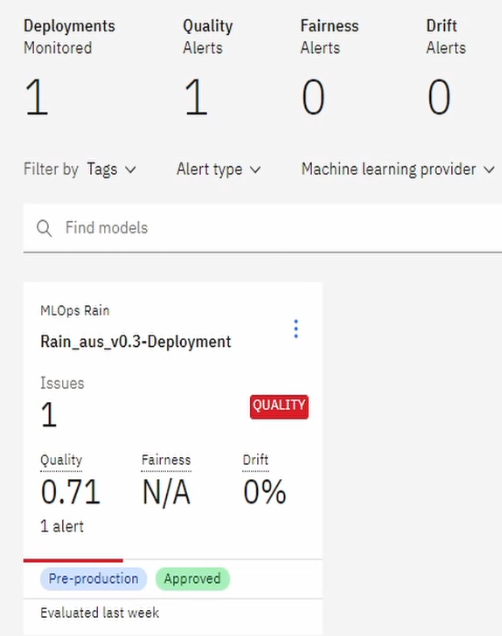 Deployments
Monitored
1
Quality
Alerts
1
Fairness
Alerts
0
Drift
Alerts
0
Filter by Tags
Alert type
Machine learning provider
Find models
MLOps Rain
Rain_aus_v0.3-Deployment
Issues
1
QUALITY
Quality
0.71
1 alert
Fairness
N/A
Drift
0%
Pre-production
Approved
Evaluated last week